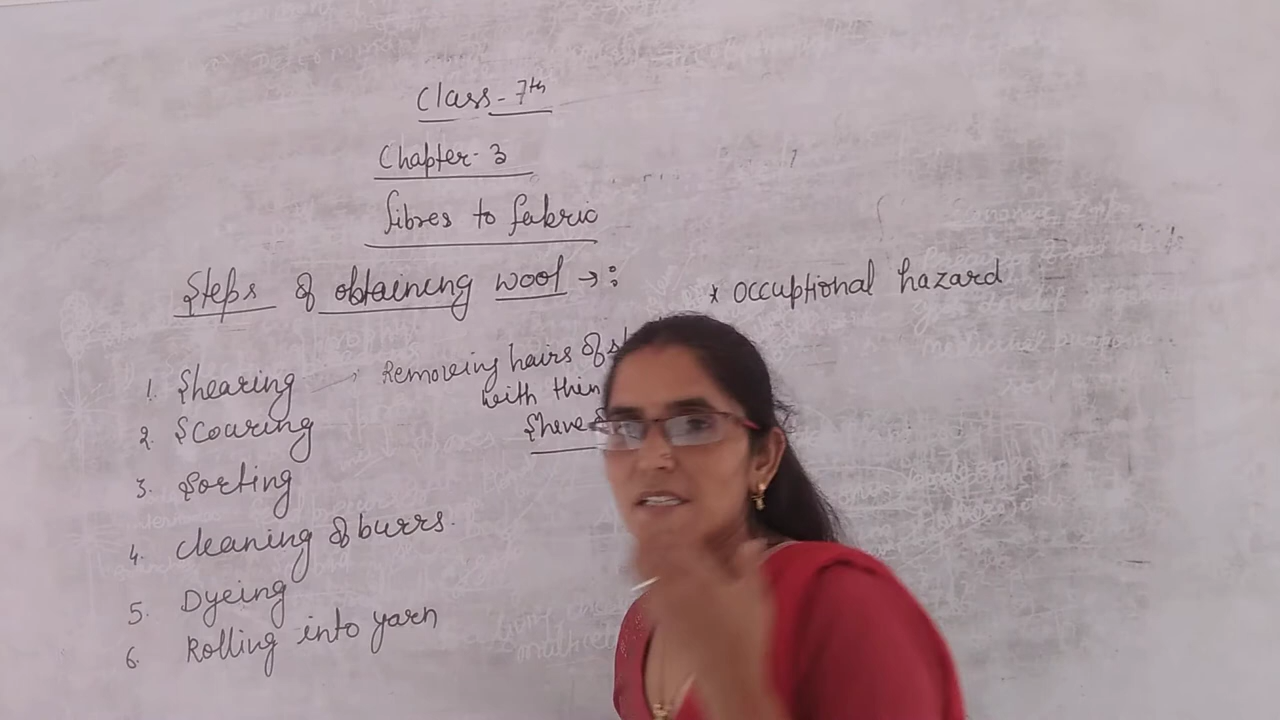 Class - 7th
Chapter - 3
fibres to fabric
Steps of obtaining wool →:
* occuptional hazard
1. Shearing → Removing hairs of
with thin
2. Scouring
3. Sorting
4. cleaning of burrs.
5. Dyeing
6. Rolling into yarn